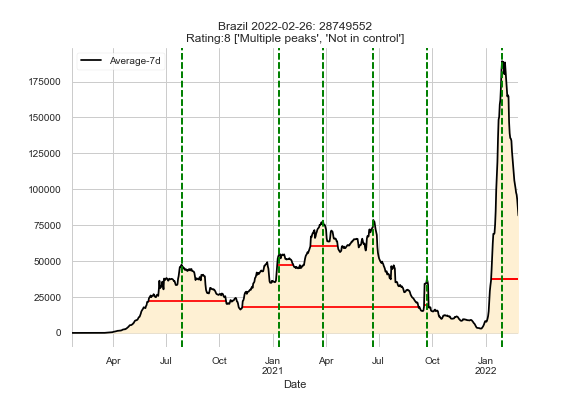 Brazil 2022-02-26: 28749552
Rating:8 ['Multiple peaks', 'Not in control']
Average-7d
175000
150000
125000
100000
75000
50000
25000
0
Apr Jul Oct Jan Apr Jul Oct Jan
2021 2022
Date